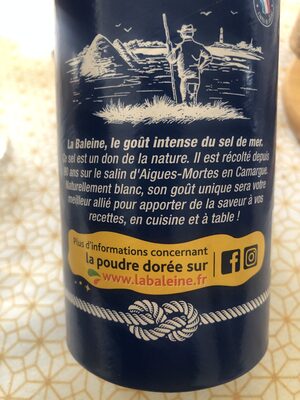 La Baleine, le goût intense du sel de mer.
Ce sel est un don de la nature. Il est récolté depuis
90 ans sur le salin d'Aigues-Mortes en Camargue.
Naturellement blanc, son goût unique sera votre
meilleur allié pour apporter de la saveur à vos
recettes, en cuisine et à table !
Plus d'informations concernant
la poudre dorée sur
www.labaleine.fr